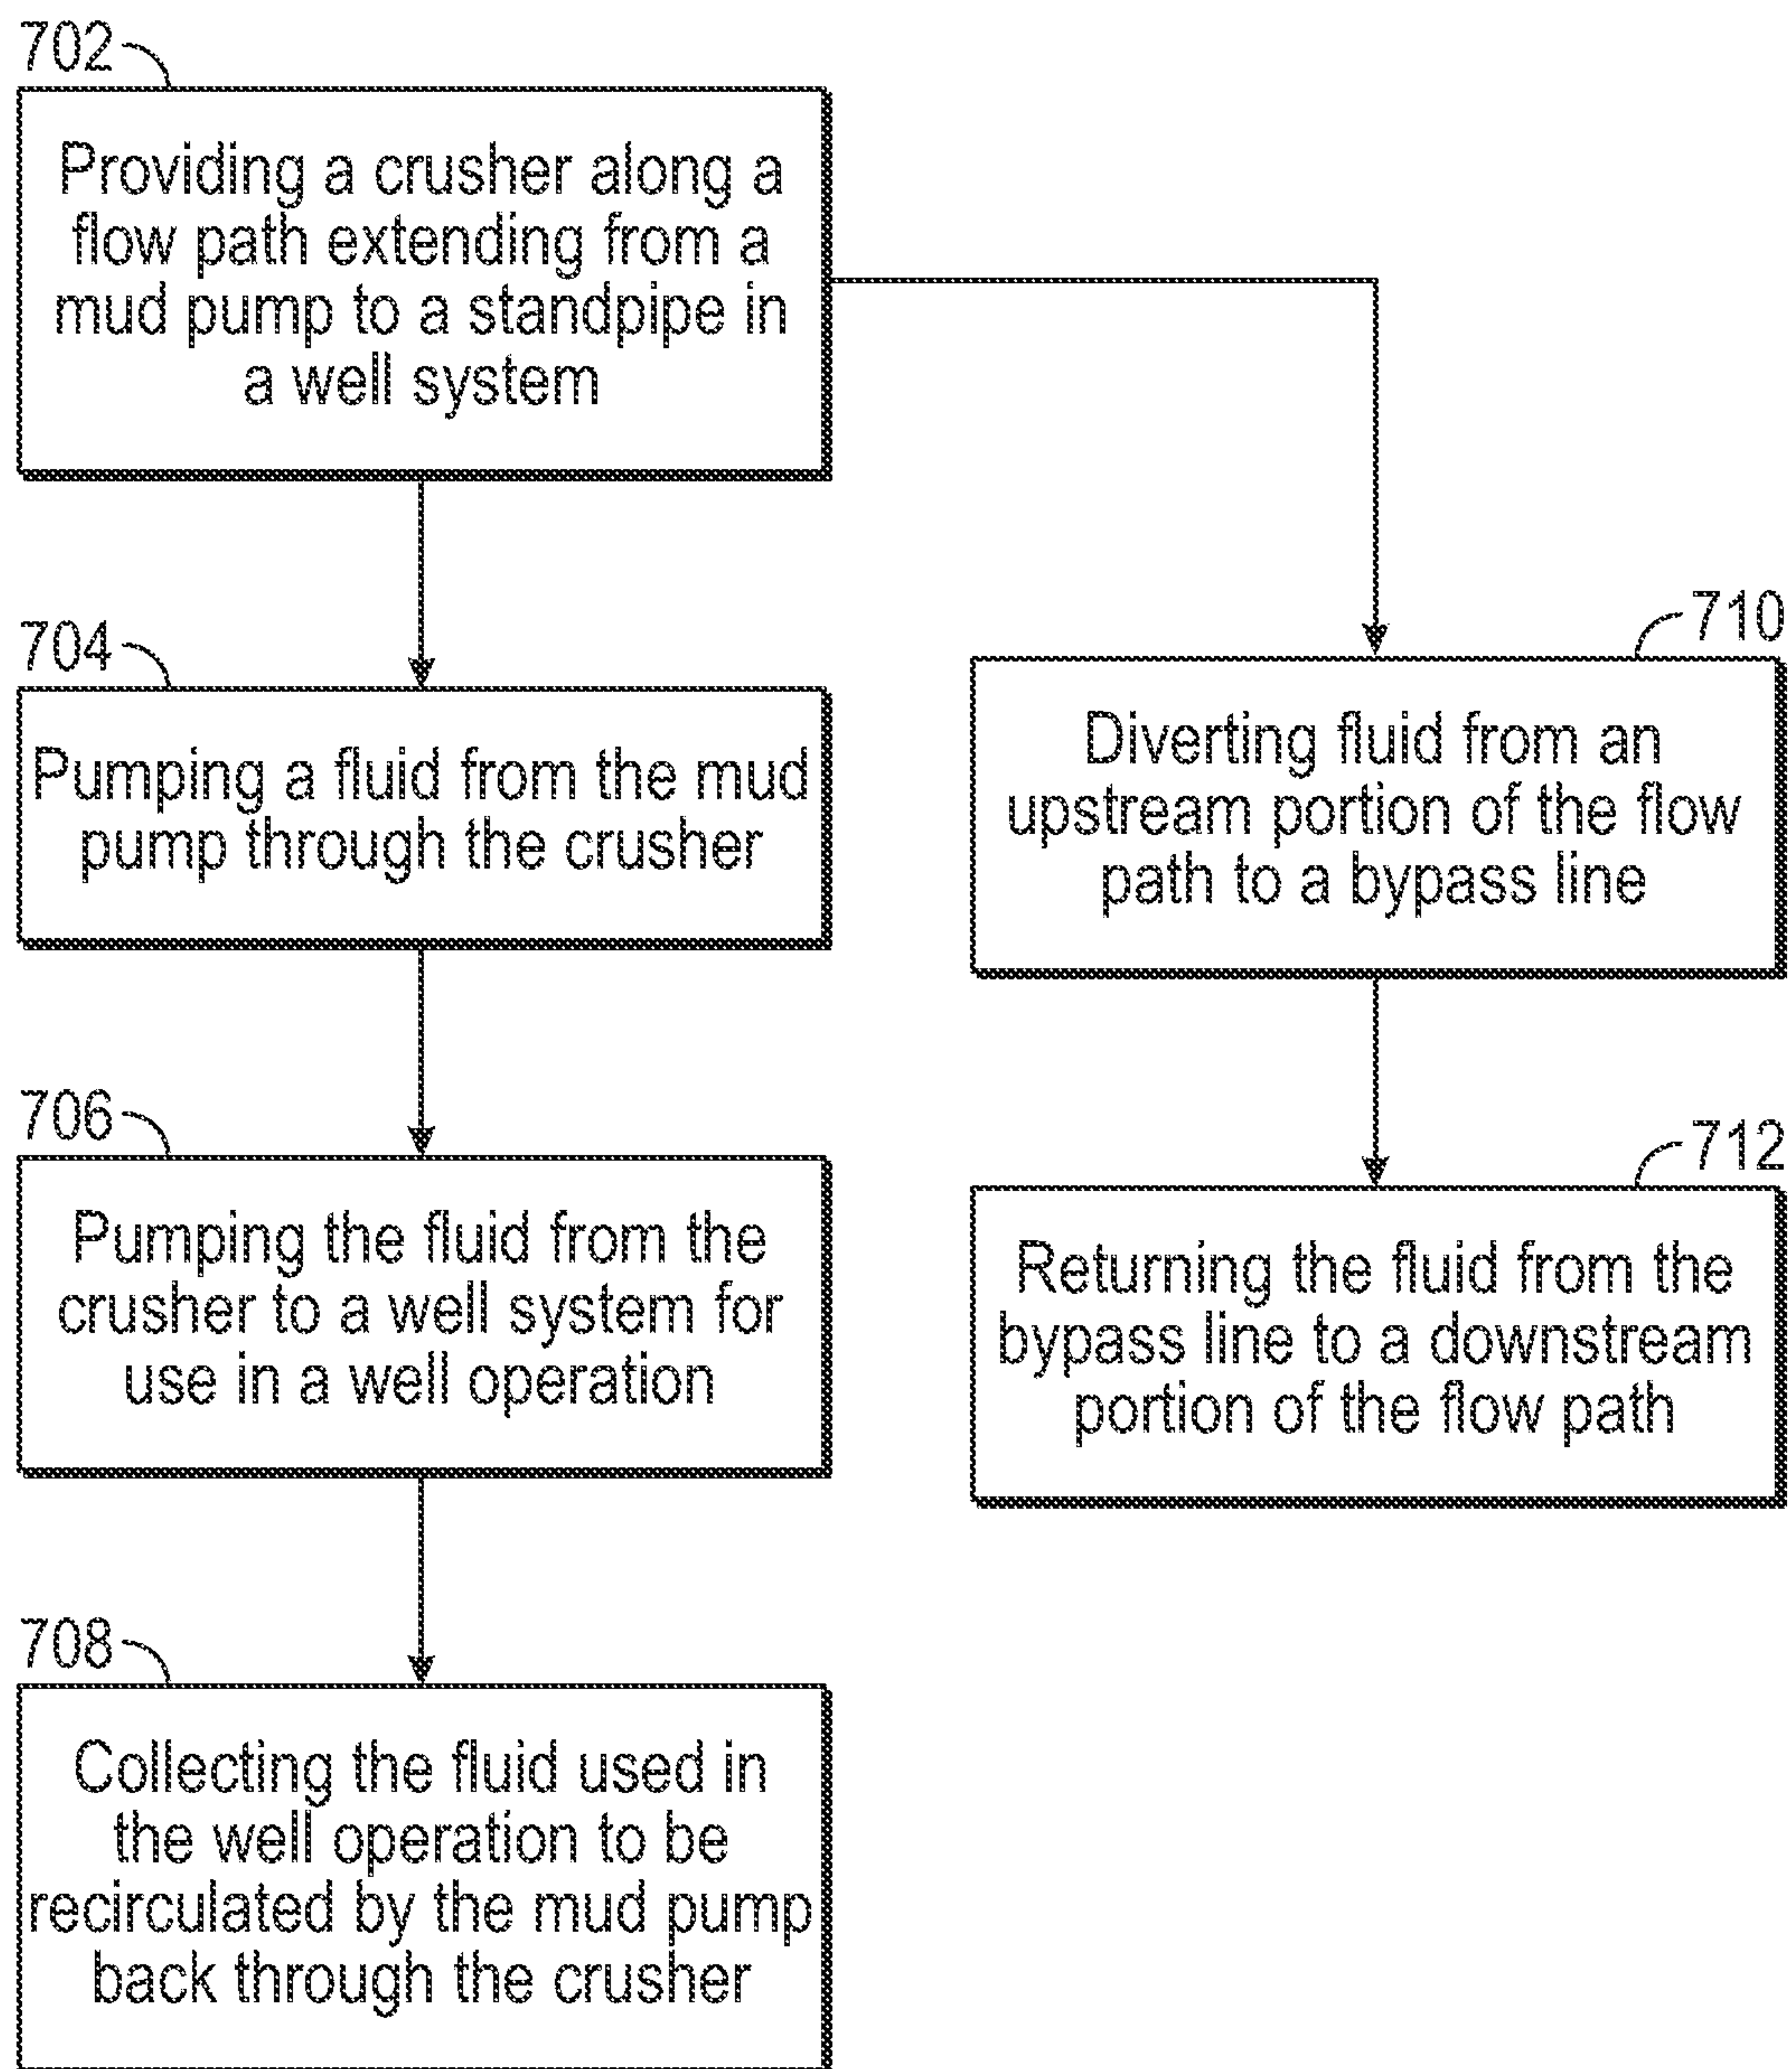 702
Providing a crusher along a
flow path extending from a
mud pump to a standpipe in
a well system
704
Pumping a fluid from the mud
pump through the crusher
706
Pumping the fluid from the
crusher to a well system for
use in a well operation
708
Collecting the fluid used in
the well operation to be
recirculated by the mud pump
back through the crusher
710
Diverting fluid from an
upstream portion of the flow
path to a bypass line
712
Returning the fluid from the
bypass line to a downstream
portion of the flow path